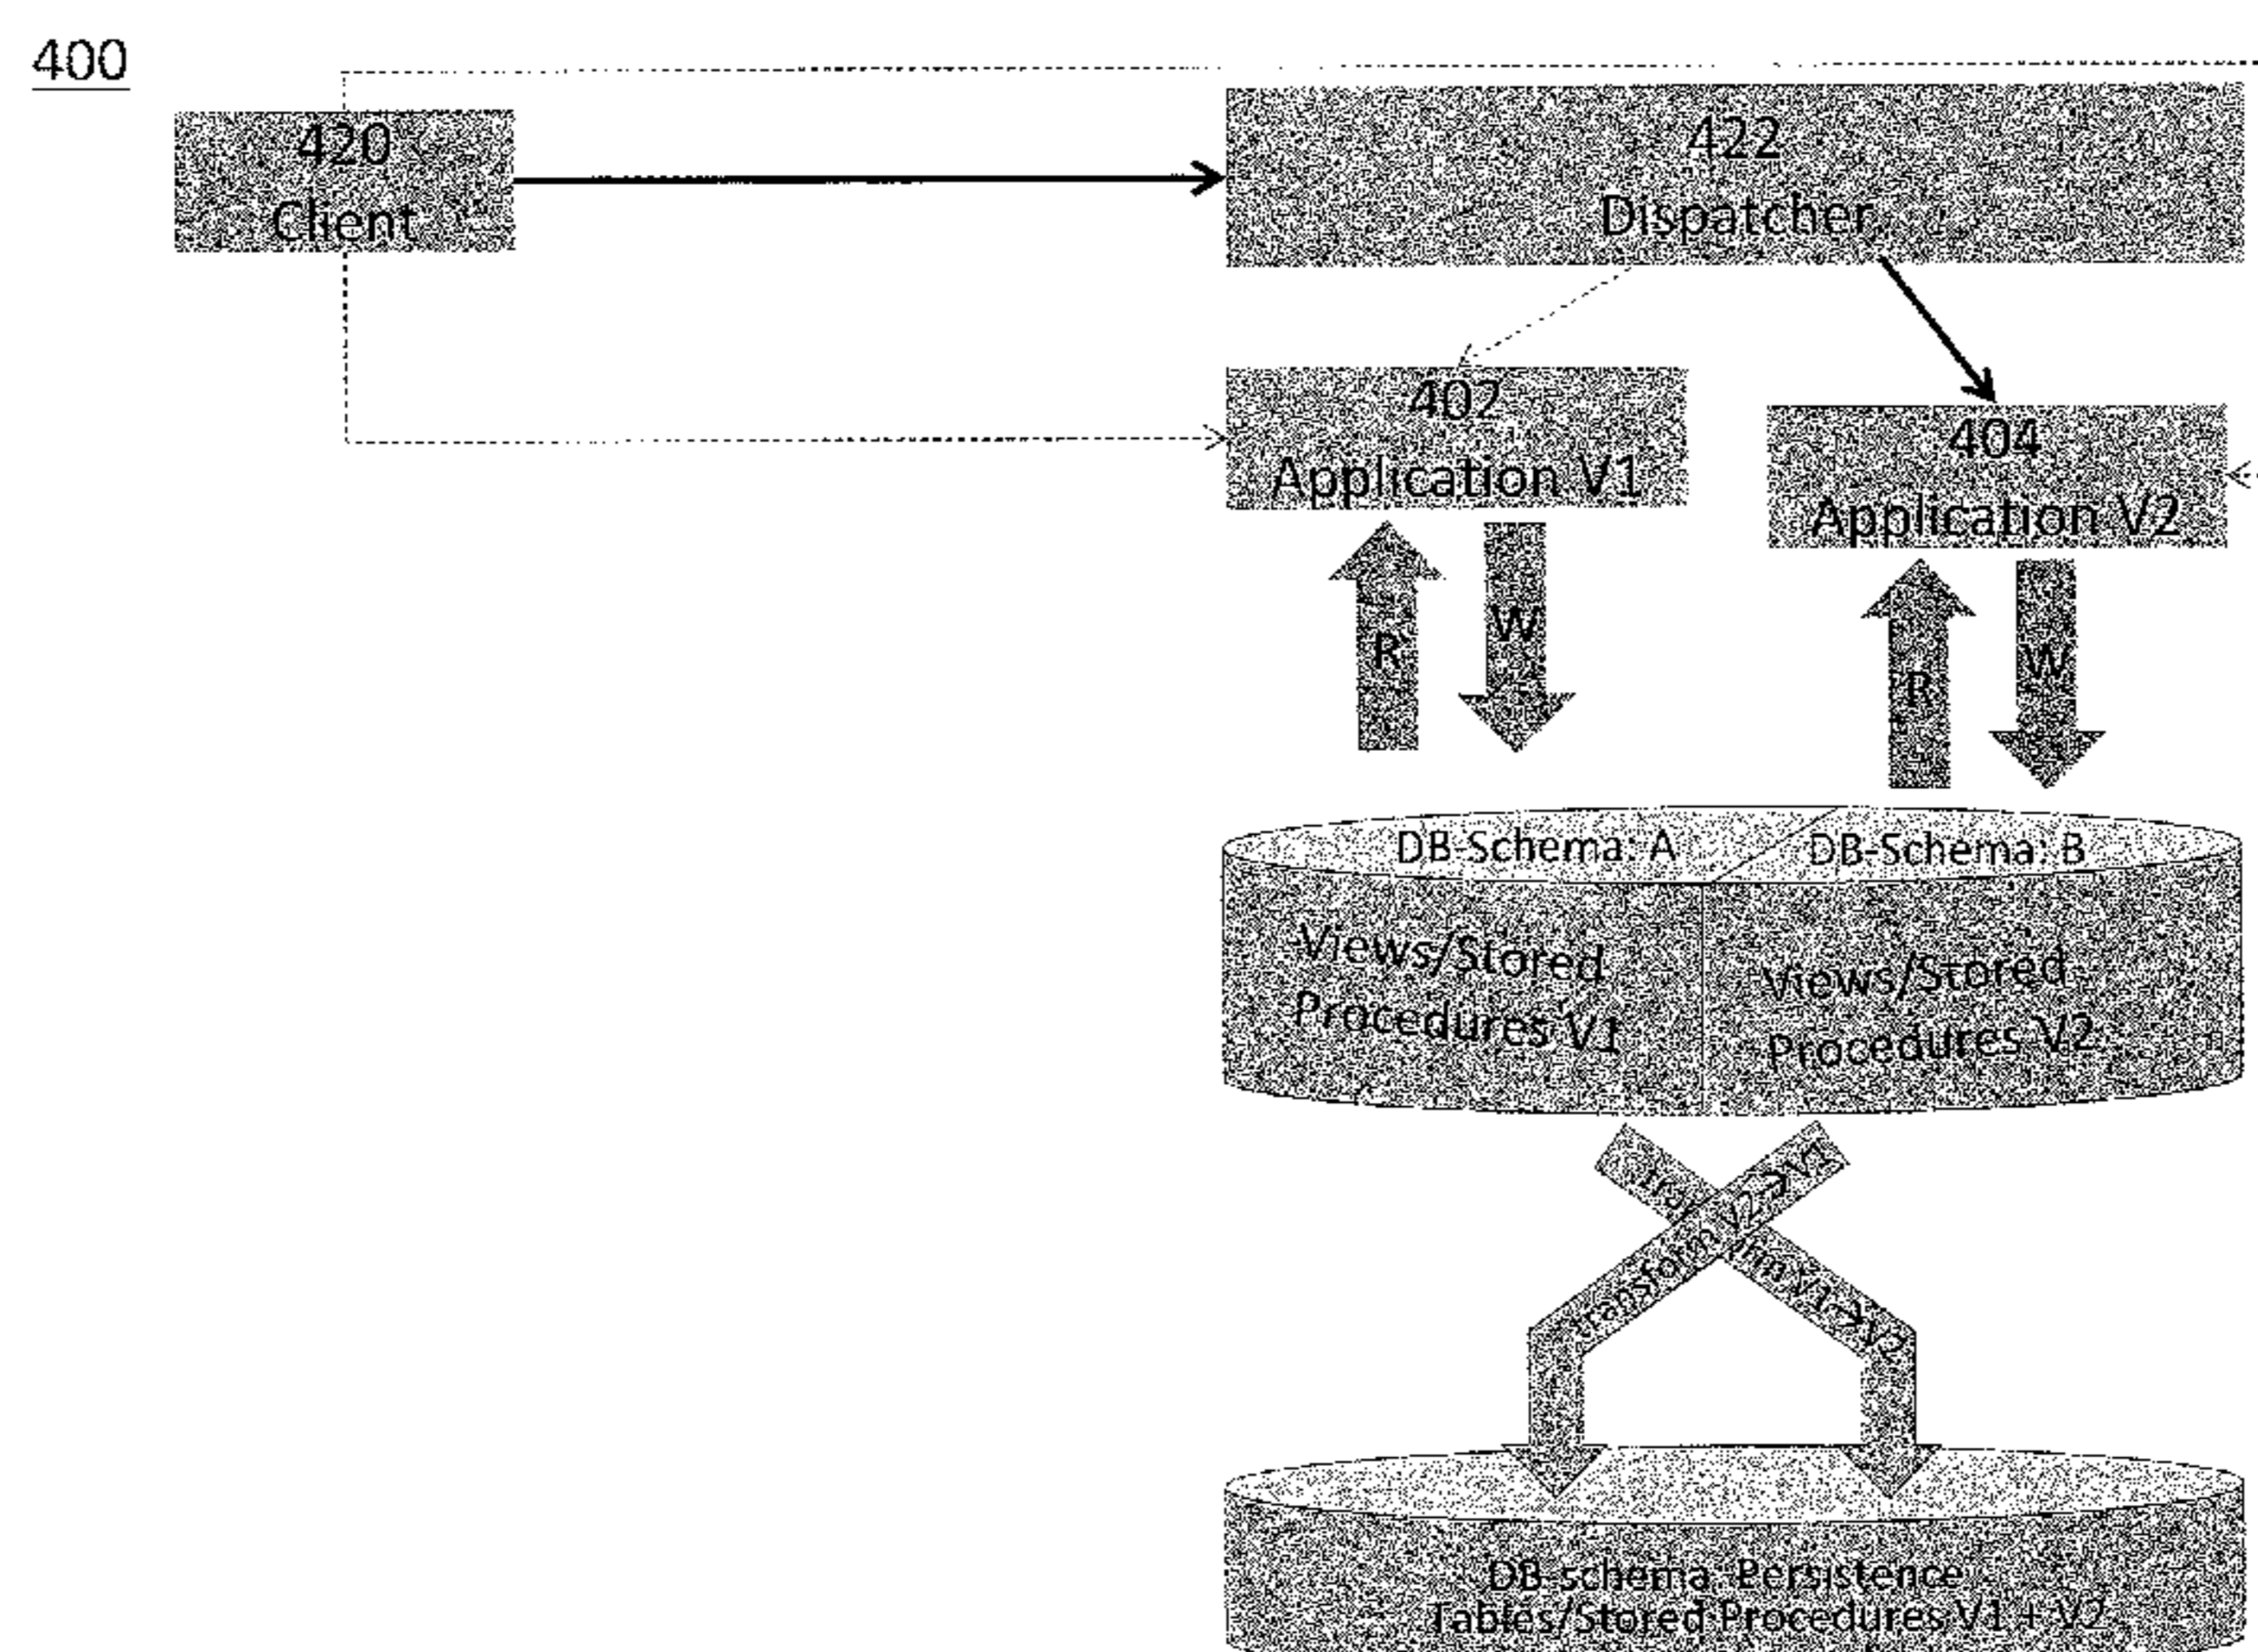 400
420
Client
422
Dispatcher
402
Application V1
404
Application V2
R
W
R
W
DB-Schema: A
DB-Schema: B
Views/Stored
Procedures V1
Views/Stored
Procedures V2
transform V2→V1
V1→V2
DB-schema: Persistence
Tables/Stored Procedures V1 + V2